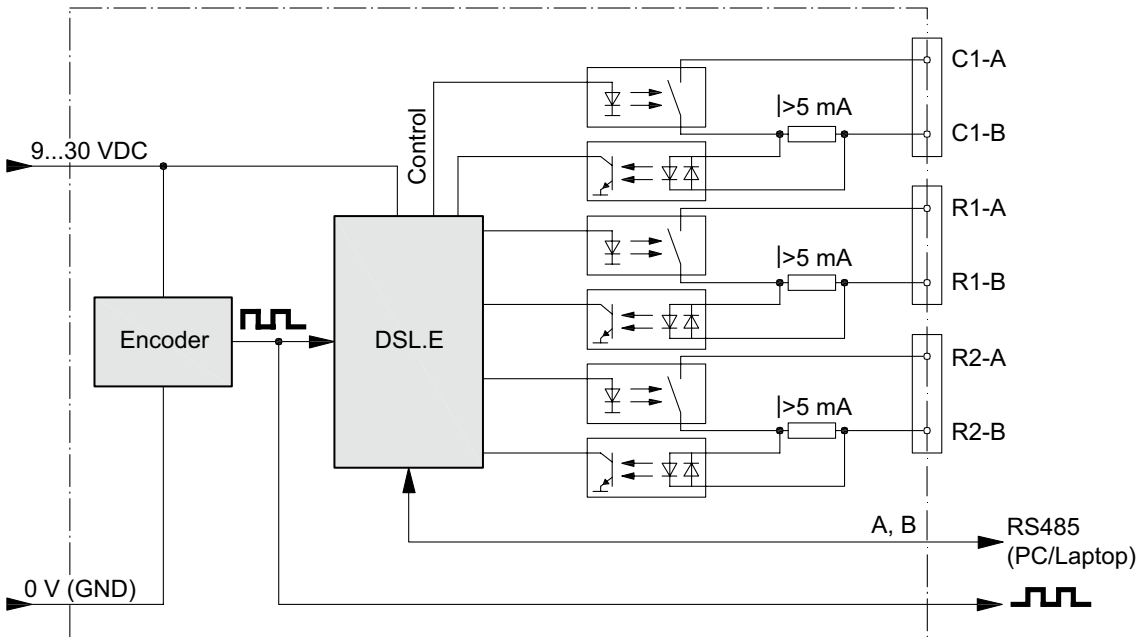 C1-A
I>5 mA
C1-B
9...30 VDC
Control
R1-A
I>5 mA
R1-B
Encoder
DSL.E
R2-A
I>5 mA
R2-B
A, B
RS485
(PC/Laptop)
0 V (GND)